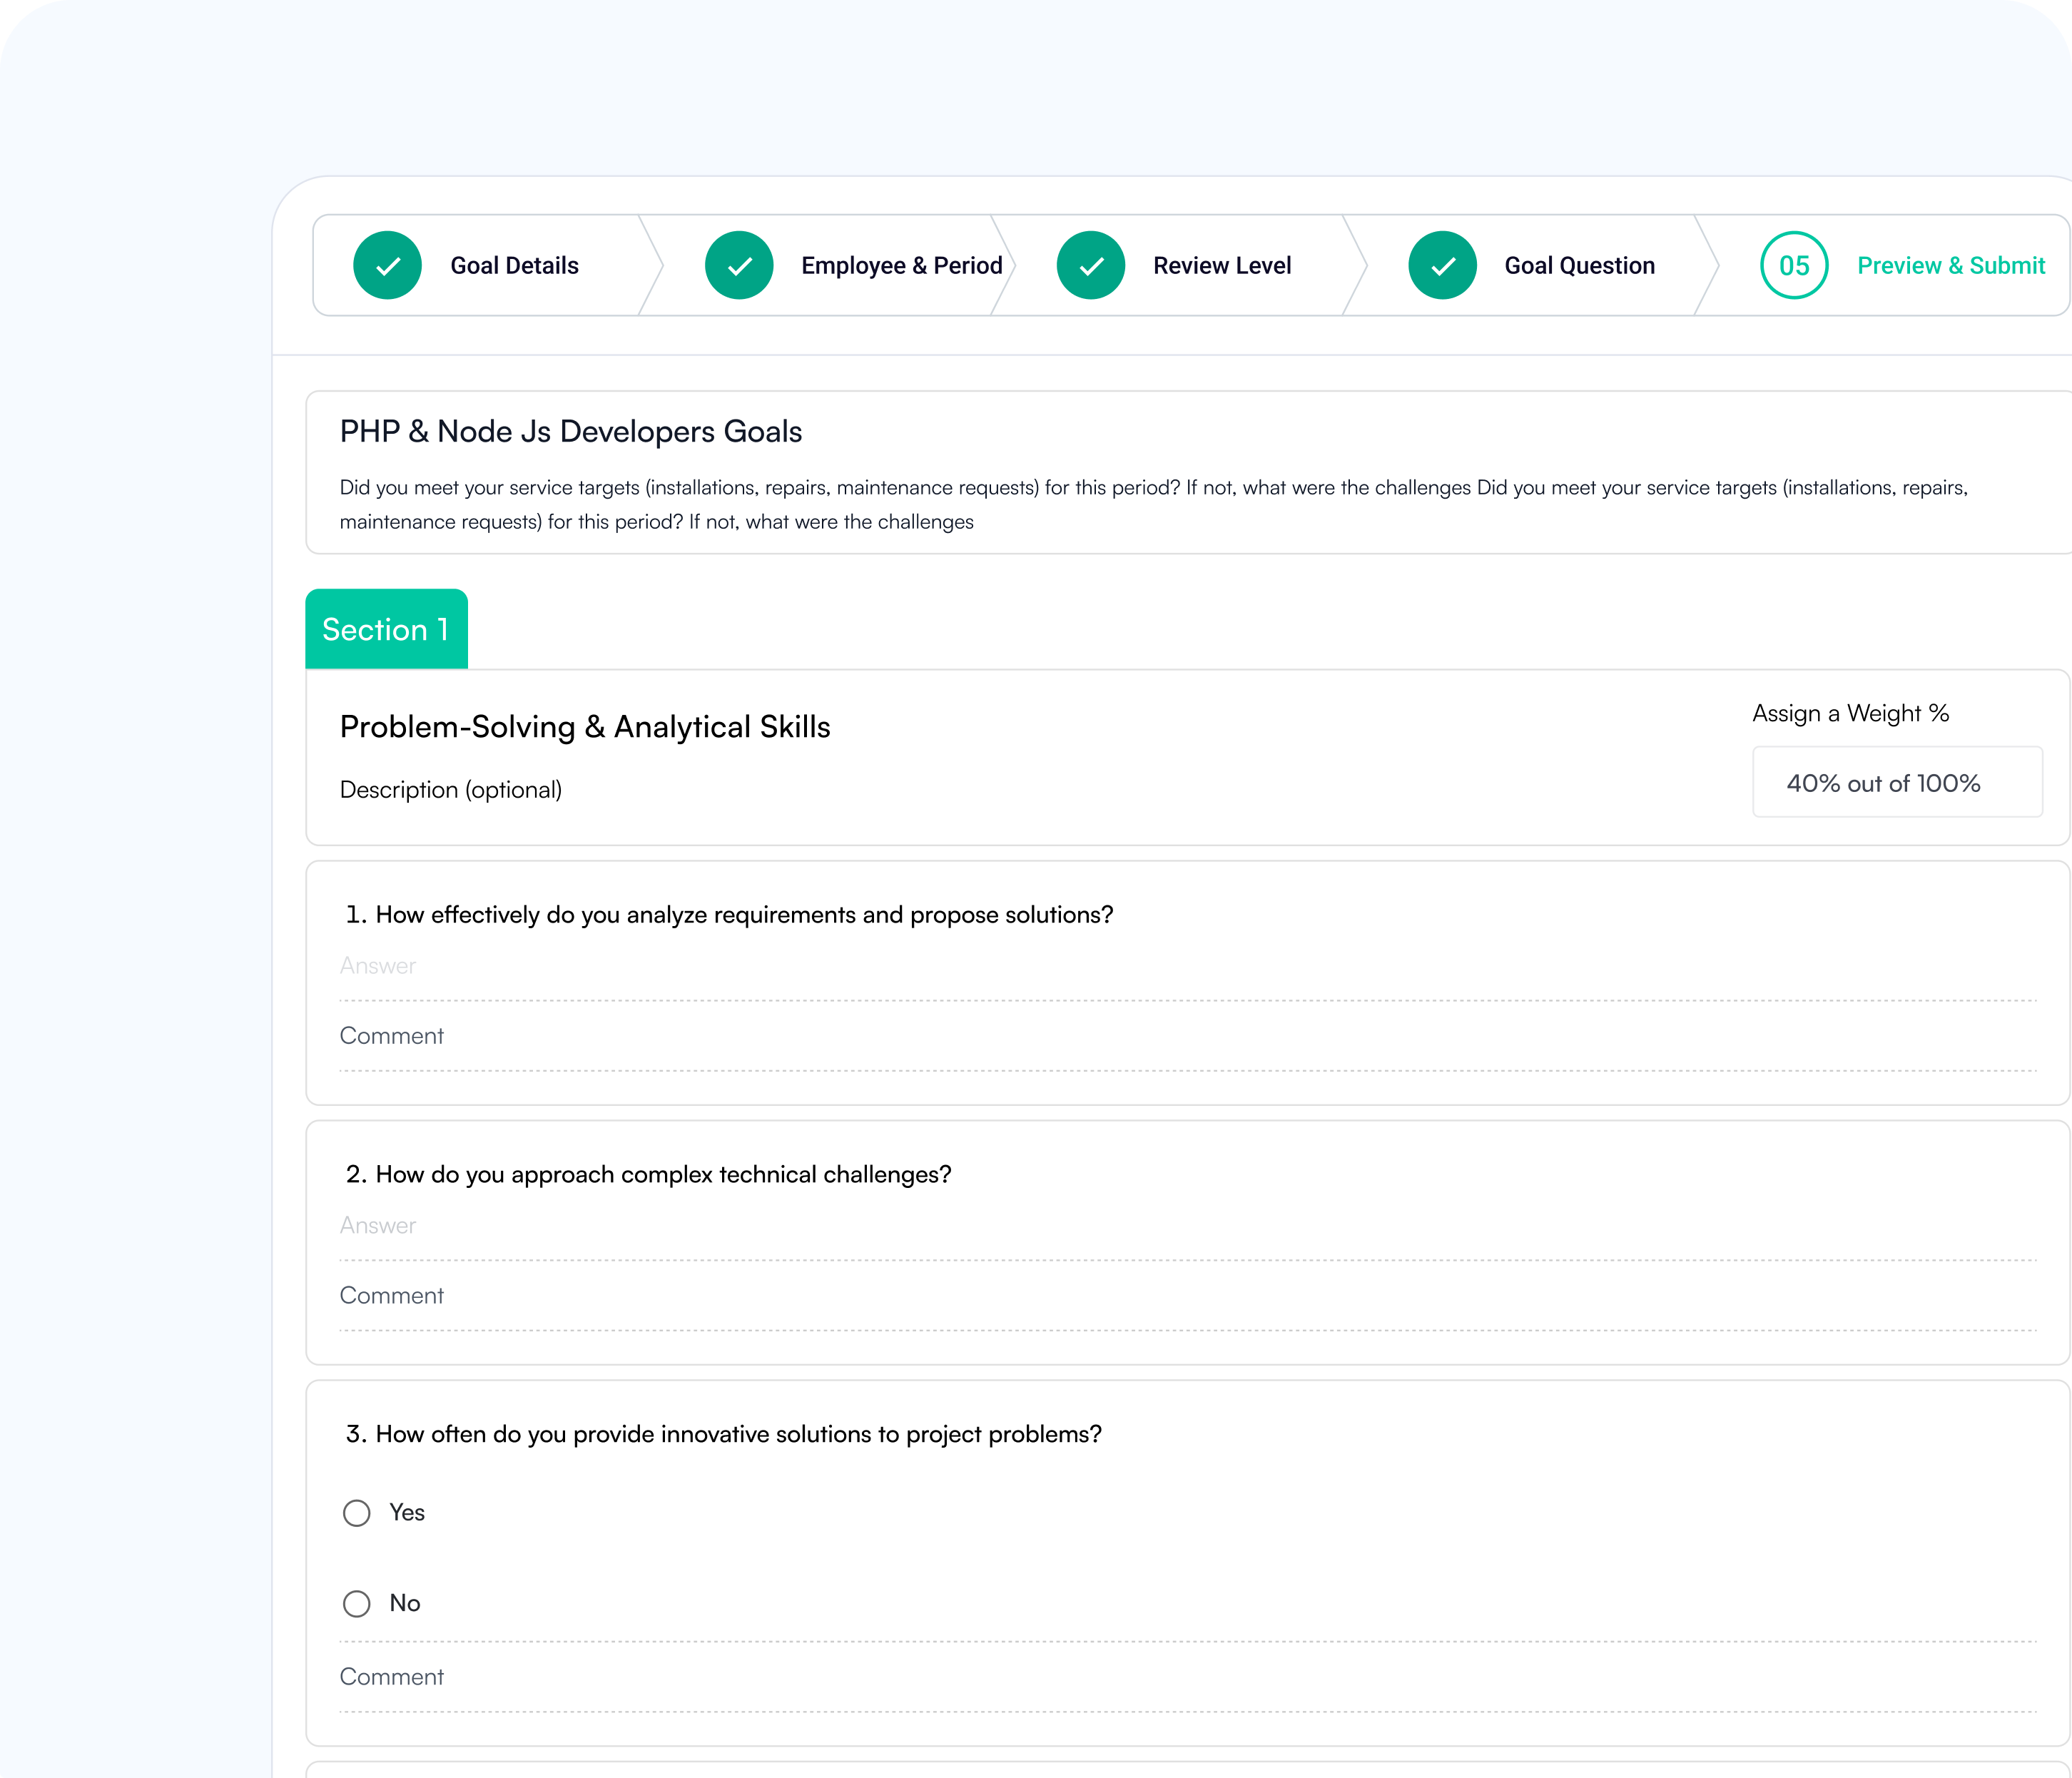 Goal Details
Employee & Period
Review Level
Goal Question
05
Preview & Submit
PHP & Node Js Developers Goals
Did you meet your service targets (installations, repairs, maintenance requests) for this period? If not, what were the challenges Did you meet your service targets (installations, repairs,
maintenance requests) for this period? If not, what were the challenges
Section 1
Problem-Solving & Analytical Skills
Description (optional)
Assign a Weight %
40% out of 100%
1. How effectively do you analyze requirements and propose solutions?
Answer
Comment
2. How do you approach complex technical challenges?
Answer
Comment
3. How often do you provide innovative solutions to project problems?
Yes
No
Comment